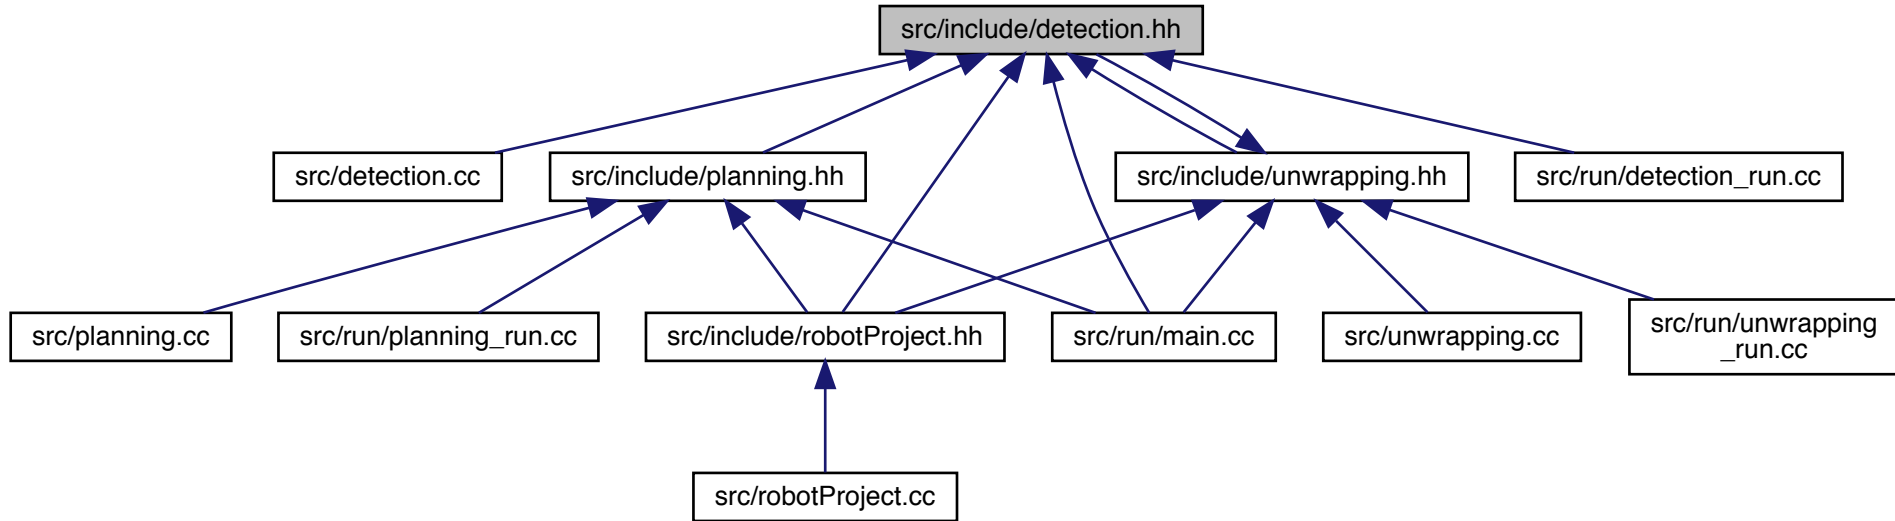 src/include/detection.hh
src/detection.cc
src/include/planning.hh
src/include/unwrapping.hh
src/run/detection_run.cc
src/planning.cc
src/run/planning_run.cc
src/include/robotProject.hh
src/run/main.cc
src/unwrapping.cc
src/run/unwrapping
_run.cc
src/robotProject.cc